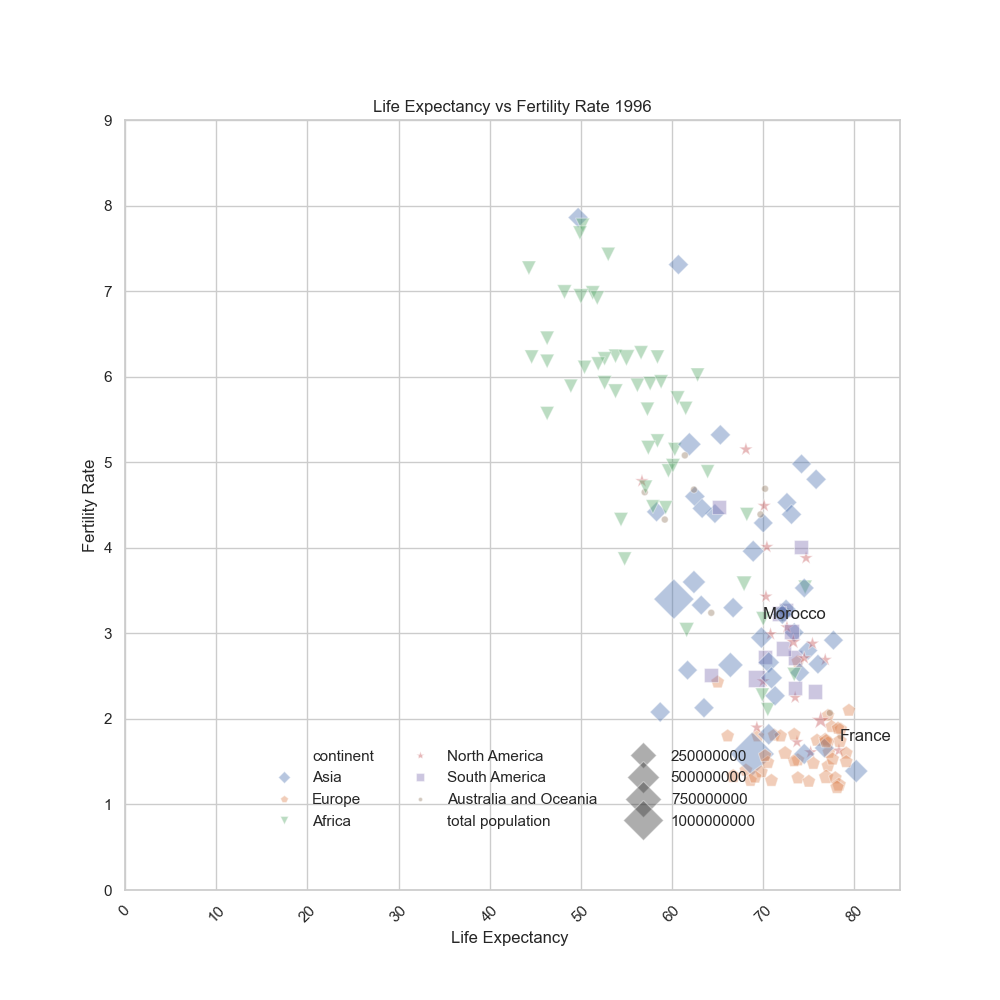 Life Expectancy vs Fertility Rate 1996
9
8
7
6
5
4
3
2
1
0
Fertility Rate
Morocco
France
continent
Asia
Europe
Africa
North America
South America
Australia and Oceania
total population
250000000
500000000
750000000
1000000000
0 10 20 30 40 50 60 70 80
Life Expectancy